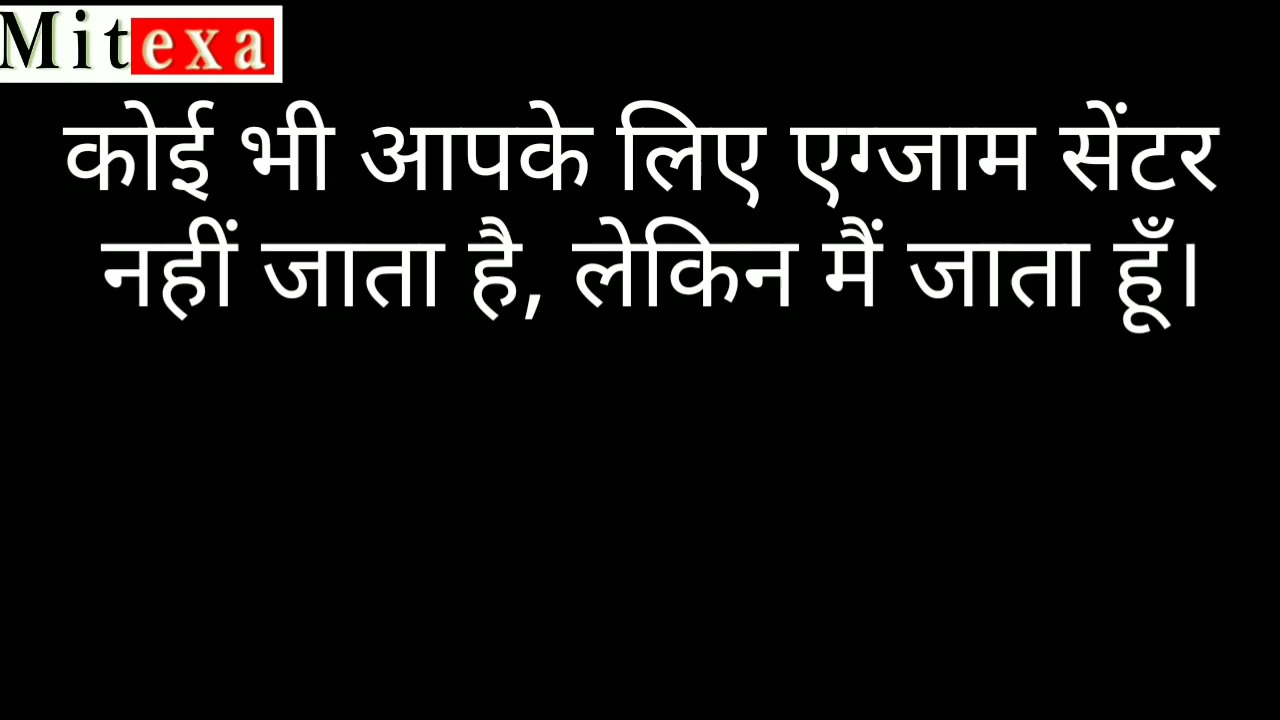 Mitexa
कोई भी आपके लिए एग्जाम सेंटर
नहीं जाता है, लेकिन मैं जाता हूँ।